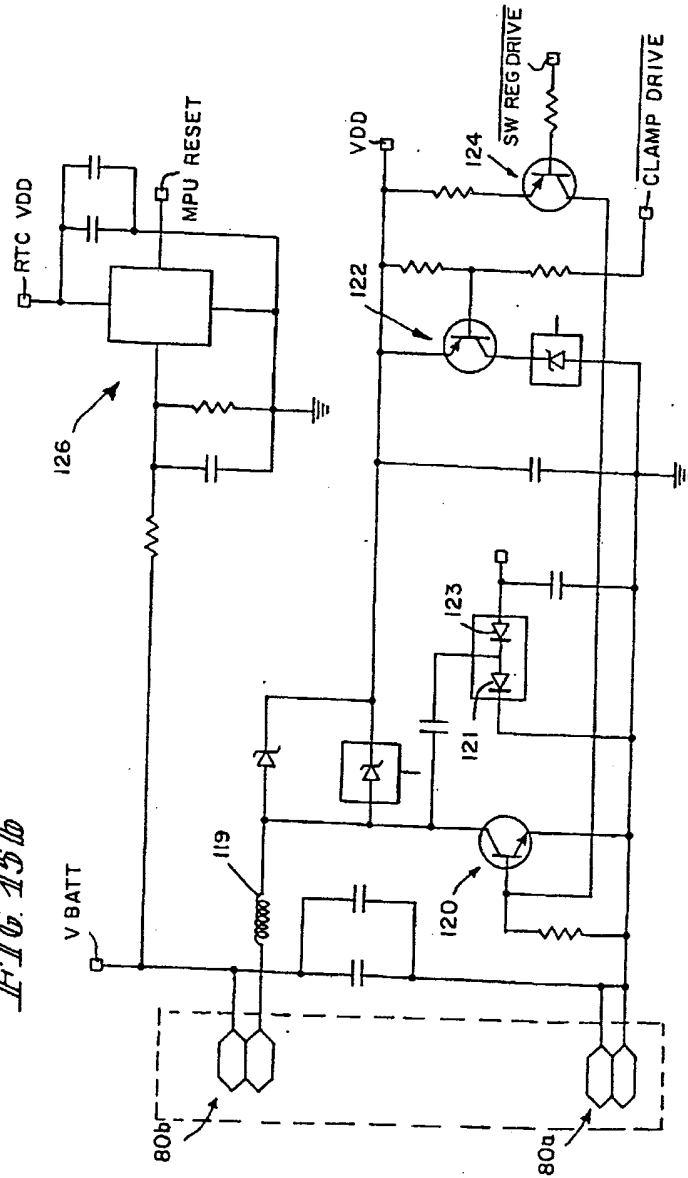 FIG. 15b
V BATT
80b
80a
119
120
121
123
126
RTC VDD
MPU RESET
VDD
122
124
SW REG DRIVE
CLAMP DRIVE